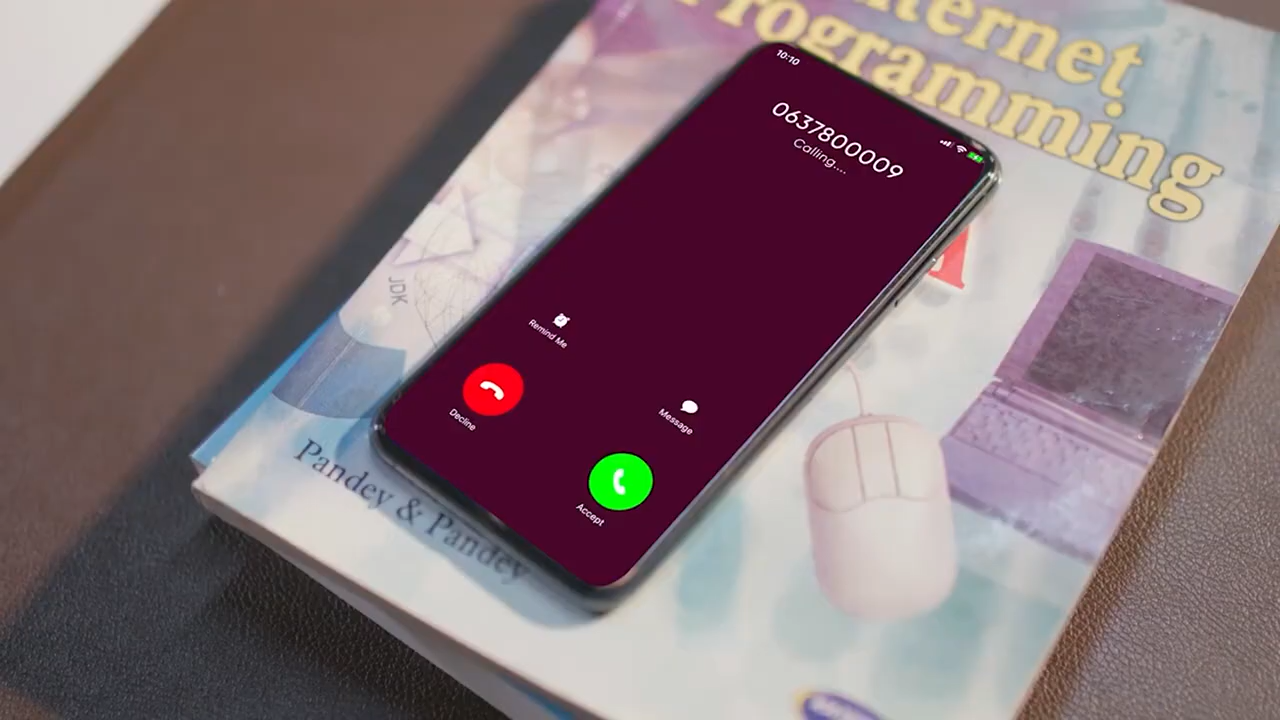 Internet
Programming
10:10
0637800009
Calling....
JDK
Remind Me
Message
Decline
Accept
Pandey & Pandey